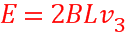 E = 2BLv₃